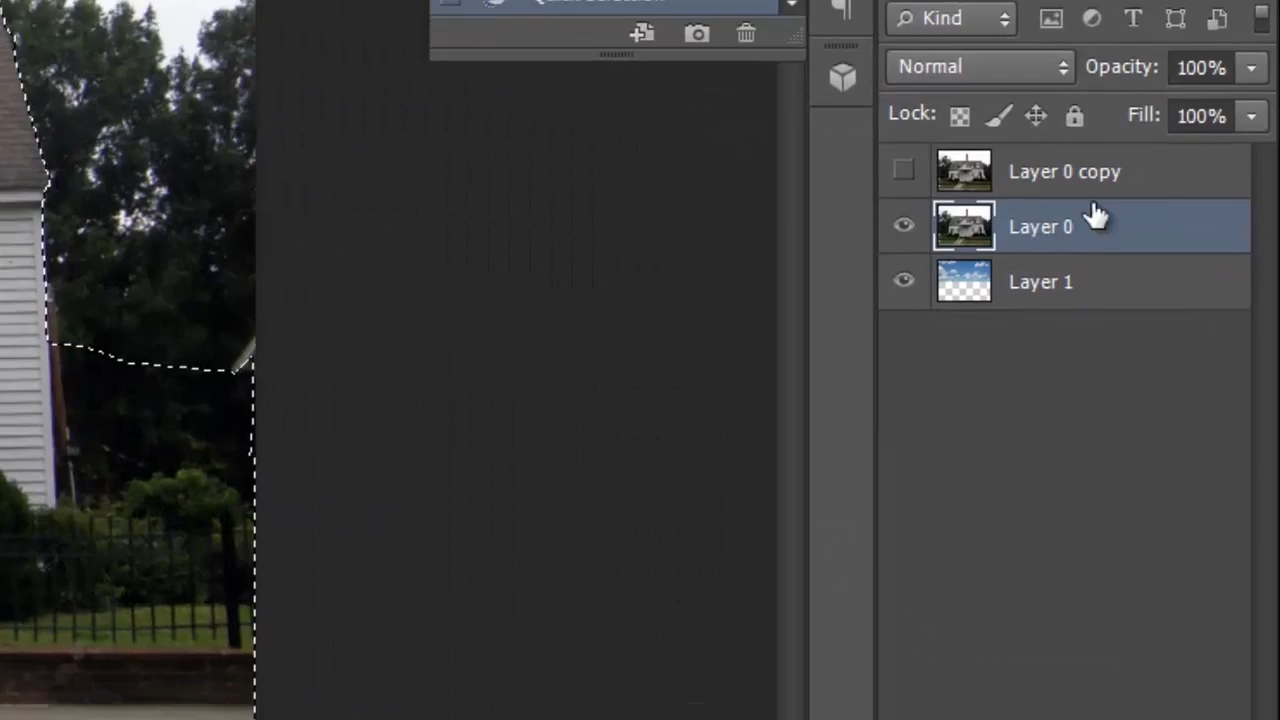 Kind
Normal
Opacity: 100%
Lock:
Fill: 100%
Layer 0 copy
Layer 0
Layer 1